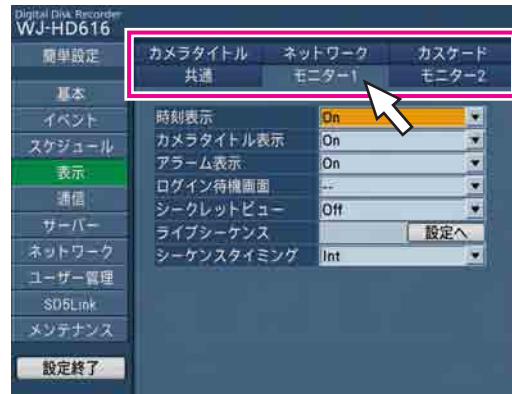 Digital Disk Recorder
WJ-HD616
簡単設定
基本
イベント
スケジュール
表示
通信
サーバー
ネットワーク
ユーザー管理
SD5Link
メンテナンス
設定終了
カメラタイトル ネットワーク カスケード
共通 モニター1 モニター2
時刻表示 On
カメラタイトル表示 On
アラーム表示 On
ログイン待機画面 --
シークレットビュー Off
ライブシーケンス 設定へ
シーケンスタイミング Int